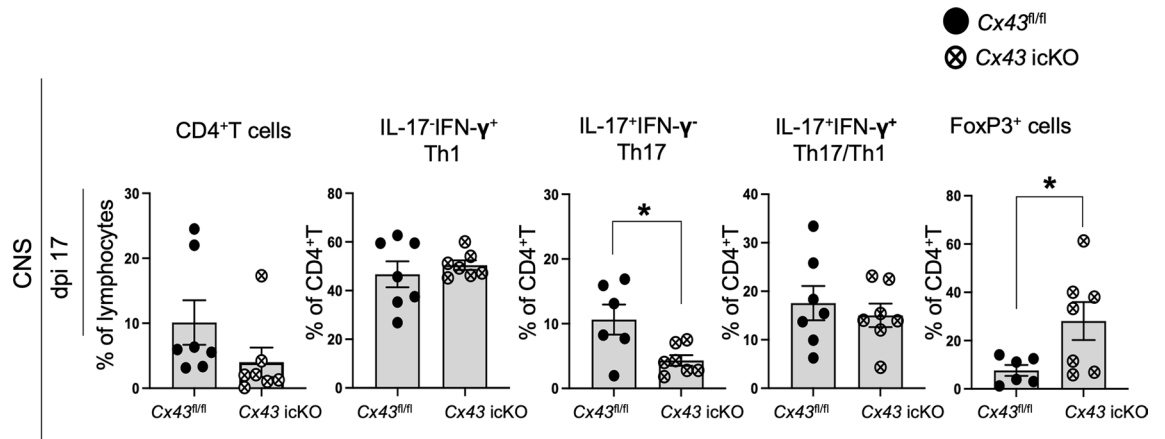 Cx43fl/fl
Cx43 icKO
CNS
dpi 17
CD4+T cells
% of lymphocytes
30
20
10
0
Cx43fl/fl
Cx43 icKO
IL-17-IFN-γ+
Th1
% of CD4+T
80
60
40
20
0
Cx43fl/fl
Cx43 icKO
IL-17+IFN-γ-
Th17
% of CD4+T
30
20
10
0
*
Cx43fl/fl
Cx43 icKO
IL-17+IFN-γ+
Th17/Th1
% of CD4+T
40
30
20
10
0
Cx43fl/fl
Cx43 icKO
FoxP3+ cells
% of CD4+T
80
60
40
20
0
*
Cx43fl/fl
Cx43 icKO